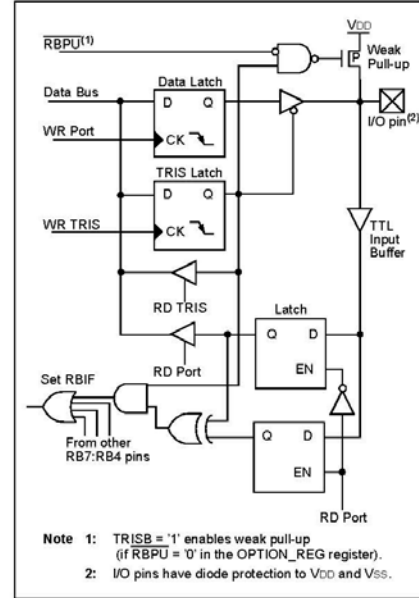 VDD
RBPU(1)
Weak
Pull-up
P
Data Latch
Data Bus
D Q
I/O pin(2)
WR Port
CK
TRIS Latch
D Q
TTL
Input
Buffer
WR TRIS
CK
RD TRIS
Latch
Q D
RD Port
EN
Set RBIF
Q D
From other
RB7:RB4 pins
EN
RD Port
Note 1: TRISB = '1' enables weak pull-up
(if RBPU = '0' in the OPTION_REG register).
2: I/O pins have diode protection to VDD and VSS.